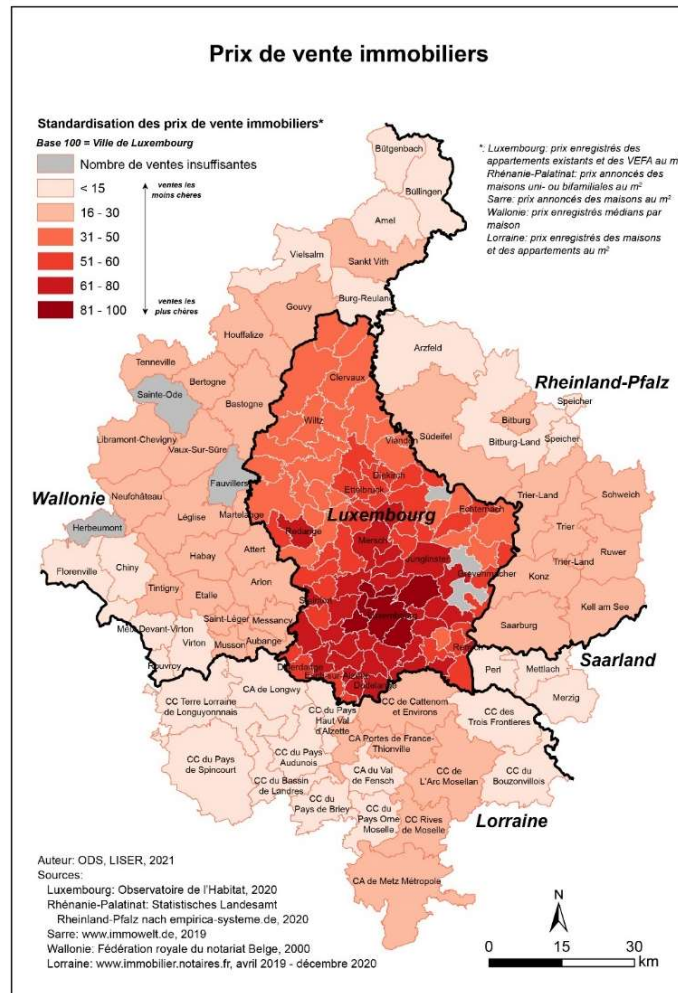 Prix de vente immobiliers
Standardisation des prix de vente immobiliers*
Base 100 = Ville de Luxembourg
Nombre de ventes insuffisantes
< 15
16 - 30
31 - 50
51 - 60
61 - 80
81 - 100
ventes les
moins chères
ventes les
plus chères
*: Luxembourg: prix enregistrés des
appartements existants et des VEFA au m²
Rhénanie-Palatinat: prix annoncés des
maisons uni- ou bifamiliales au m²
Sarre: prix annoncés des maisons au m²
Wallonie: prix enregistrés médians par
maison
Lorraine: prix enregistrés des maisons
et des appartements au m²
Bütgenbach
Büllingen
Amel
Vielsalm
Sankt Vith
Burg-Reuland
Gouvy
Houffalize
Arzfeld
Tenneville
Bertogne
Clervaux
Rheinland-Pfalz
Sainte-Ode
Bastogne
Wiltz
Speicher
Bitburg
Bitburg-Land
Speicher
Libramont-Chevigny
Vaux-Sur-Sûre
Vianden
Südeifel
Diekirch
Ettelbruck
Fauvillers
Wallonie
Neufchâteau
Martelange
Echternach
Trier-Land
Schweich
Herbeumont
Léglise
Redange
Luxembourg
Mersch
Trier
Junglinster
Ruwer
Trier-Land
Habay
Attert
Grevenmacher
Konz
Florenville
Chiny
Tintigny
Etalle
Arlon
Steinfort
Luxembourg
Kell am See
Saarburg
Saint-Léger
Messancy
Meix-Devant-Virton
Virton
Musson
Aubange
Remich
Saarland
Rouvroy
Differdange
Esch-sur-Alzette
Dudelange
Perl
Mettlach
Merzig
CC Terre Lorraine
de Longuyonnnais
CA de Longwy
CC du Pays
Haut Val
d'Alzette
CC de Cattenom
et Environs
CC des
Trois Frontieres
CC du Pays
de Spincourt
CC du Pays
Audunois
CA Portes de France-
Thionville
CC du Bassin
de Landres
CA du Val
de Fensch
CC de
L'Arc Mosellan
CC du
Bouzonvillois
CC du
Pays de Briey
CC du
Pays Orne
Moselle
CC Rives
de Moselle
Lorraine
CA de Metz Métropole
Auteur: ODS, LISER, 2021
Sources:
Luxembourg: Observatoire de l'Habitat, 2020
Rhénanie-Palatinat: Statistisches Landesamt
Rheinland-Pfalz nach empirica-systeme.de, 2020
Sarre: www.immowelt.de, 2019
Wallonie: Fédération royale du notariat Belge, 2000
Lorraine: www.immobilier.notaires.fr, avril 2019 - décembre 2020
N
0 15 30
km